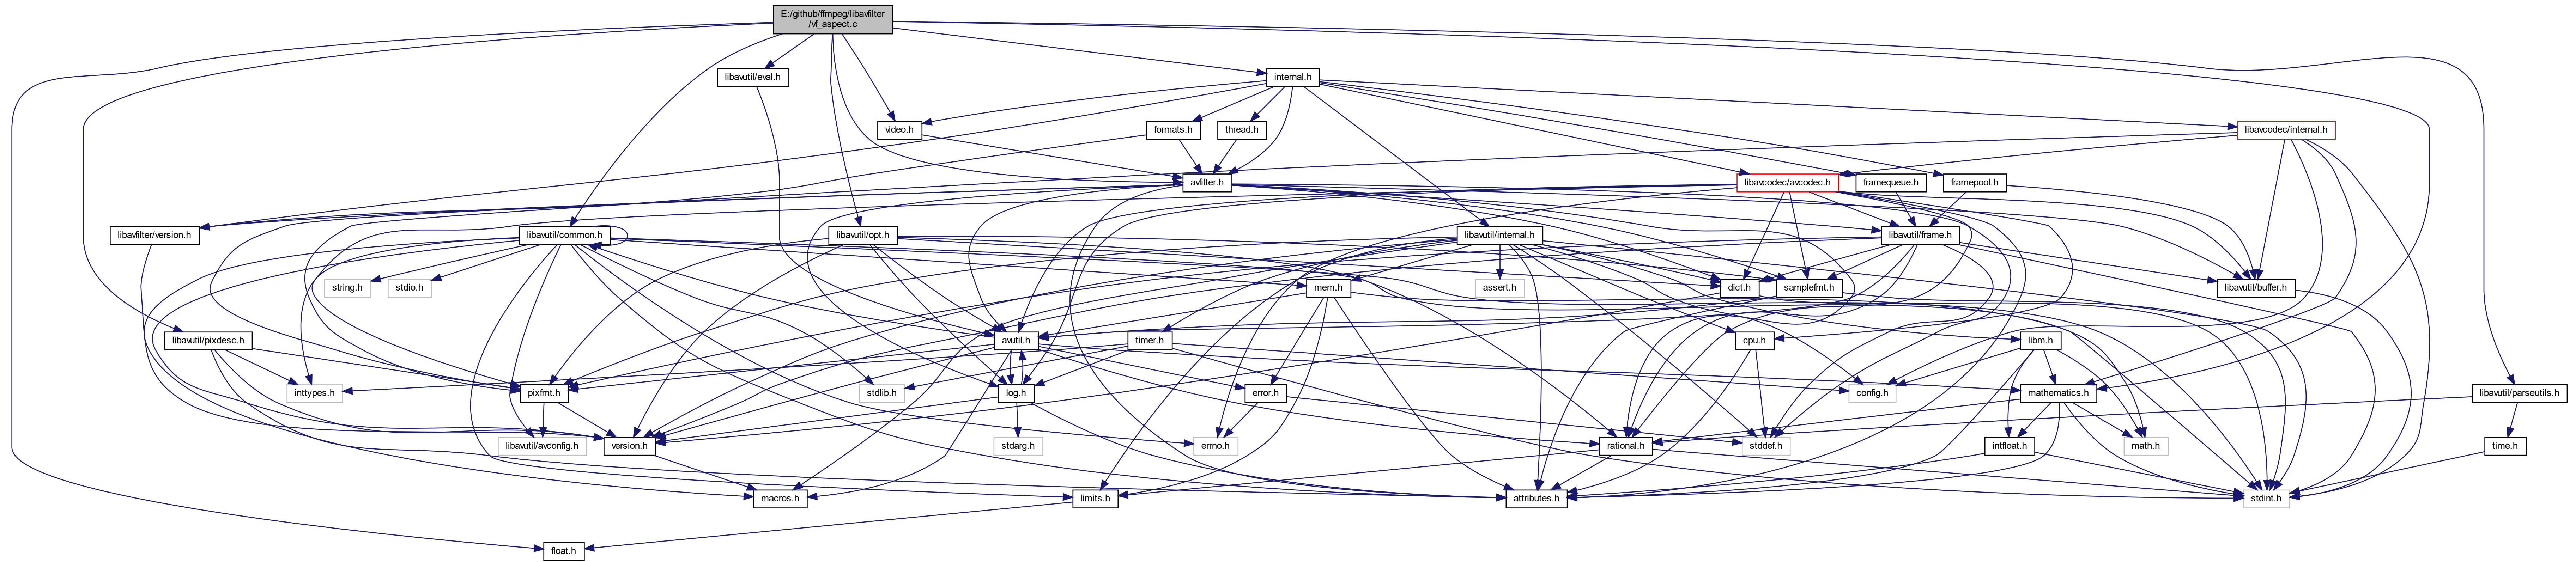 E:/github/ffmpeg/libavfilter
/vf_aspect.c
libavutil/eval.h
internal.h
video.h
formats.h
thread.h
libavcodec/internal.h
avfilter.h
libavcodec/avcodec.h
framequeue.h
framepool.h
libavfilter/version.h
libavutil/common.h
libavutil/opt.h
libavutil/internal.h
libavutil/frame.h
string.h
stdio.h
mem.h
assert.h
dict.h
samplefmt.h
libavutil/buffer.h
libavutil/pixdesc.h
avutil.h
timer.h
cpu.h
libm.h
inttypes.h
pixfmt.h
stdlib.h
log.h
error.h
config.h
mathematics.h
libavutil/parseutils.h
libavutil/avconfig.h
version.h
stdarg.h
errno.h
rational.h
stddef.h
intfloat.h
math.h
time.h
macros.h
limits.h
attributes.h
stdint.h
float.h